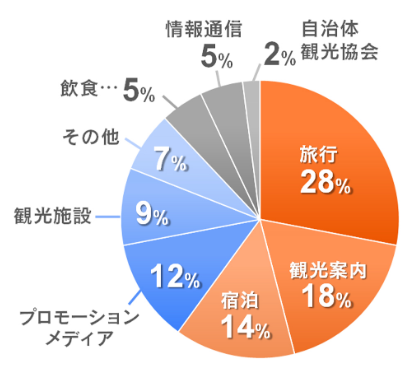 旅行
28%
観光案内
18%
宿泊
14%
プロモーション
メディア
12%
観光施設
9%
その他
7%
飲食…
5%
情報通信
5%
自治体
観光協会
2%